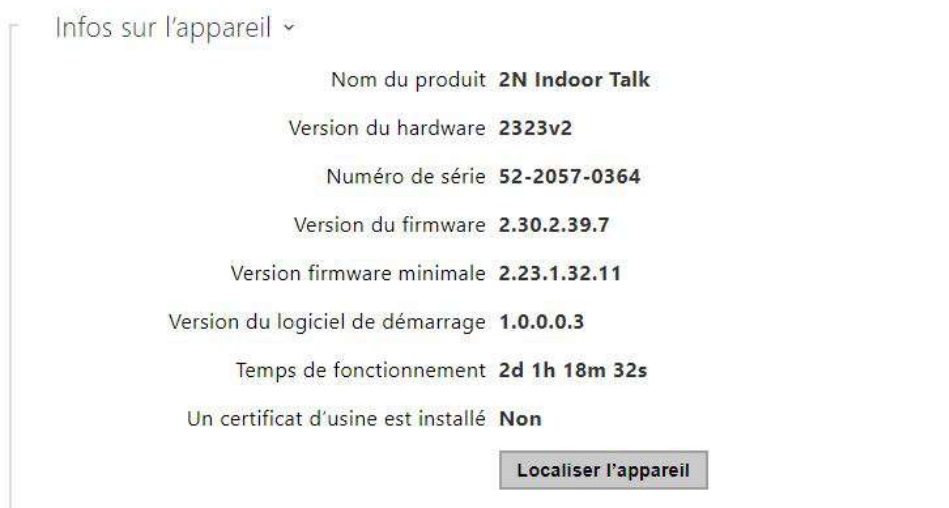 Infos sur l'appareil
Nom du produit 2N Indoor Talk
Version du hardware 2323v2
Numéro de série 52-2057-0364
Version du firmware 2.30.2.39.7
Version firmware minimale 2.23.1.32.11
Version du logiciel de démarrage 1.0.0.0.3
Temps de fonctionnement 2d 1h 18m 32s
Un certificat d'usine est installé Non
Localiser l'appareil